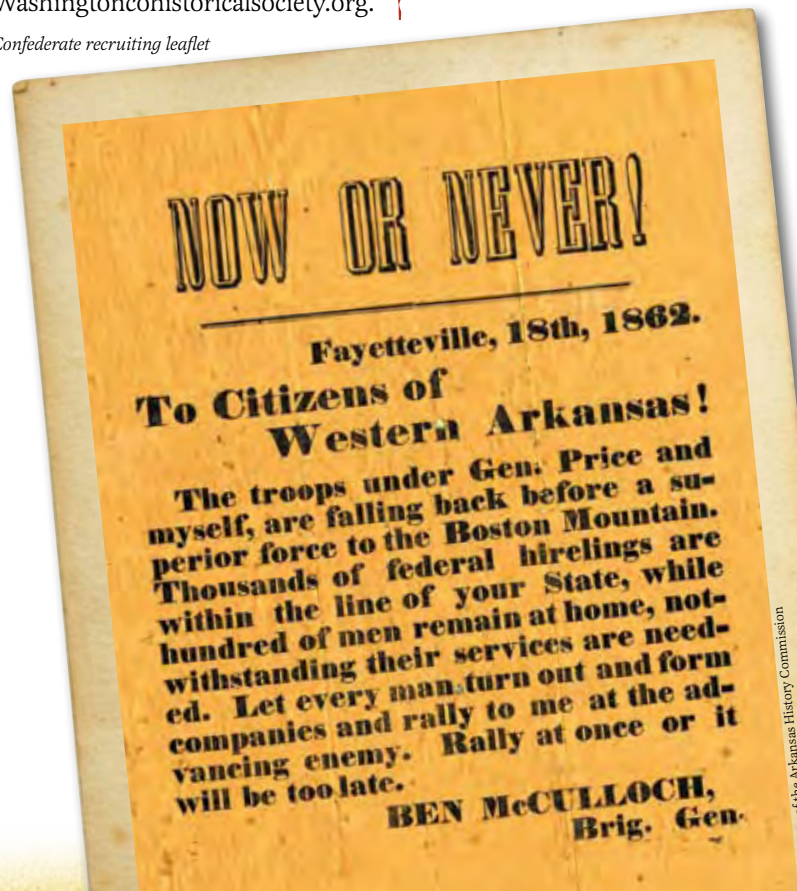 Washingtoncohistoricalsociety.org.
Confederate recruiting leaflet
NOW OR NEVER!
Fayetteville, 18th, 1862.
To Citizens of
Western Arkansas!
The troops under Gen. Price and
myself, are falling back before a su-
perior force to the Boston Mountain.
Thousands of federal hirelings are
within the line of your State, while
hundred of men remain at home, not-
withstanding their services are need-
ed. Let every man turn out and form
companies and rally to me at the ad-
vancing enemy. Rally at once or it
will be too late.
BEN McCULLOCH,
Brig. Gen.
of the Arkansas History Commission